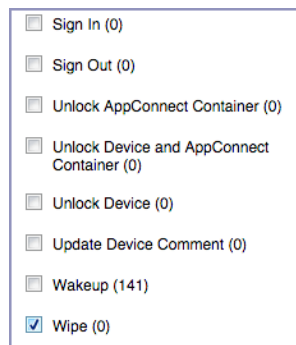 Sign In (0)
Sign Out (0)
Unlock AppConnect Container (0)
Unlock Device and AppConnect
Container (0)
Unlock Device (0)
Update Device Comment (0)
Wakeup (141)
Wipe (0)